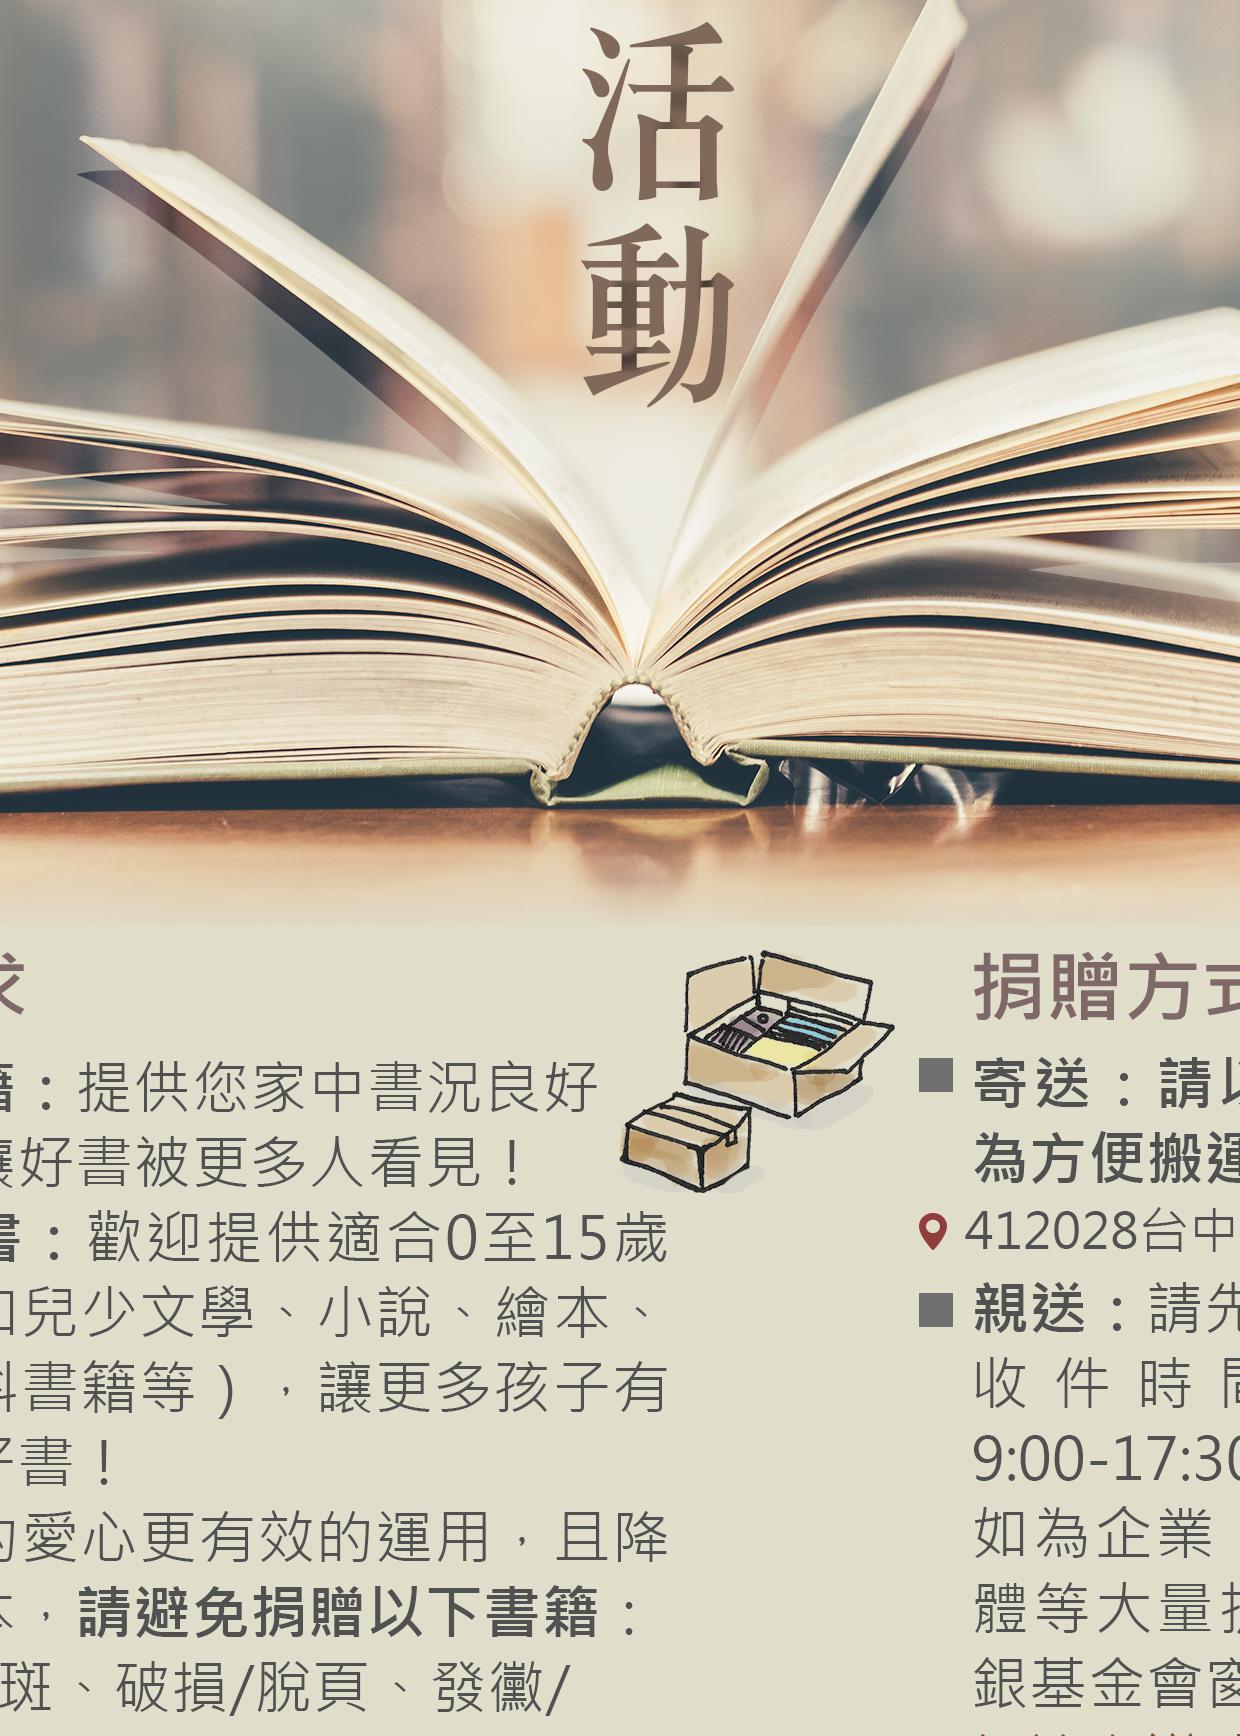 活
動
求
籍：提供您家中書況良好
讓好書被更多人看見！
書：歡迎提供適合0至15歲
如兒少文學、小說、繪本、
科書籍等），讓更多孩子有
好書！
的愛心更有效的運用，且降
本，請避免捐贈以下書籍：
斑、破損/脫頁、發黴/
捐贈方式
寄送：請以
為方便搬運
412028台中
親送：請先
收件時間
9:00-17:30
如為企業
體等大量捐
銀基金會窗